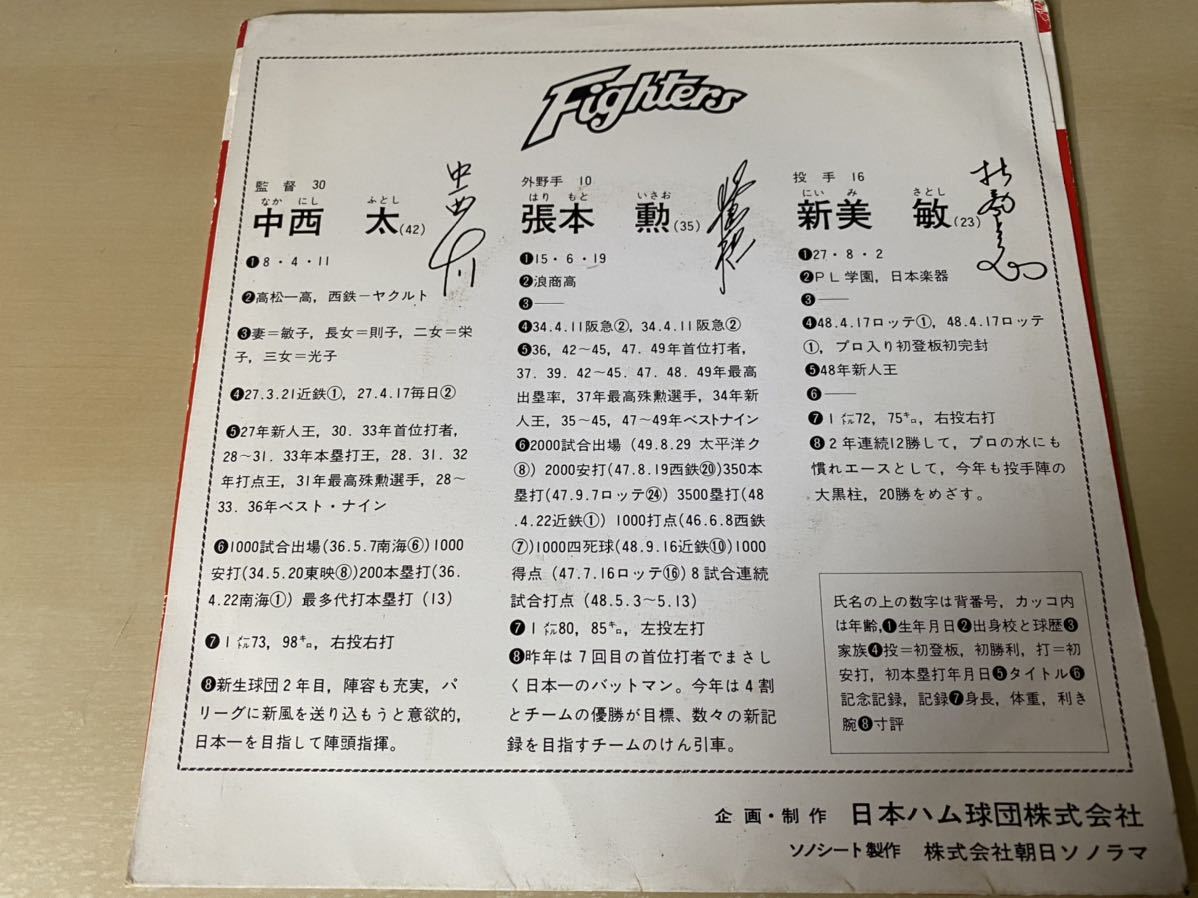 Fighters
監督 30
なか にし ふとし
中西 太(42)
中西太
❶8・4・11
❷高松一高，西鉄－ヤクルト
❸妻＝敏子，長女＝則子，二女＝栄
子，三女＝光子
❹27.3.21近鉄①，27.4.17毎日②
❺27年新人王，30．33年首位打者，
28～31．33年本塁打王，28．31．32
年打点王，31年最高殊勲選手，28～
33．36年ベスト・ナイン
❻1000試合出場(36.5.7南海⑥)1000
安打(34.5.20東映⑧)200本塁打(36.
4.22南海①) 最多代打本塁打 (13)
❼1㍍73，98㌔，右投右打
❽新生球団2年目，陣容も充実，パ
リーグに新風を送り込もうと意欲的，
日本一を目指して陣頭指揮。
外野手 10
はり もと いさお
張本 勲(35)
❶15・6・19
❷浪商高
❸──
❹34.4.11阪急②，34.4.11阪急②
❺36，42～45，47．49年首位打者，
37．39．42～45．47．48．49年最高
出塁率，37年最高殊勲選手，34年新
人王，35～45，47～49年ベストナイン
❻2000試合出場 (49.8.29 太平洋ク
⑧) 2000安打(47.8.19西鉄⑳)350本
塁打(47.9.7ロッテ㉔) 3500塁打(48
.4.22近鉄①) 1000打点(46.6.8西鉄
⑦)1000四死球(48.9.16近鉄⑩)1000
得点 (47.7.16ロッテ⑯) 8試合連続
試合打点 (48.5.3～5.13)
❼1㍍80，85㌔，左投左打
❽昨年は7回目の首位打者でまさし
く日本一のバットマン。今年は4割
とチームの優勝が目標、数々の新記
録を目指すチームのけん引車。
投手 16
にい み さとし
新美 敏(23)
❶27・8・2
❷PL学園，日本楽器
❸──
❹48.4.17ロッテ①，48.4.17ロッテ
①，プロ入り初登板初完封
❺48年新人王
❻──
❼1㍍72，75㌔，右投右打
❽2年連続12勝して，プロの水にも
慣れエースとして，今年も投手陣の
大黒柱，20勝をめざす。
氏名の上の数字は背番号，カッコ内
は年齢,❶生年月日❷出身校と球歴❸
家族❹投＝初登板，初勝利，打＝初
安打，初本塁打年月日❺タイトル❻
記念記録，記録❼身長，体重，利き
腕❽寸評
企画・制作 日本ハム球団株式会社
ソノシート製作 株式会社朝日ソノラマ